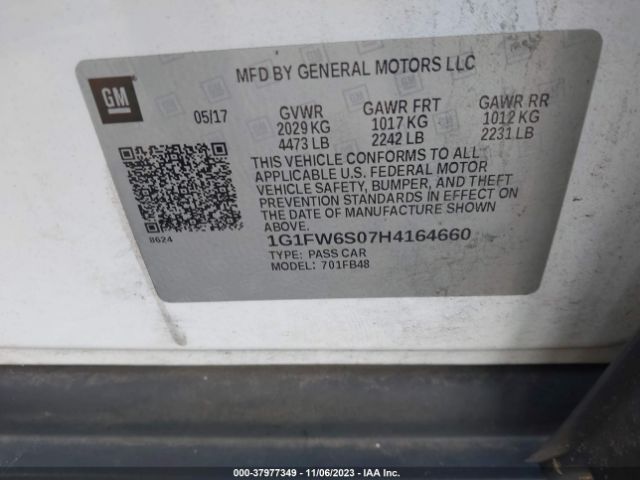 GM
MFD BY GENERAL MOTORS LLC
05/17 GVWR GAWR FRT GAWR RR
2029 KG 1017 KG 1012 KG
4473 LB 2242 LB 2231 LB
THIS VEHICLE CONFORMS TO ALL
APPLICABLE U.S. FEDERAL MOTOR
VEHICLE SAFETY, BUMPER, AND THEFT
PREVENTION STANDARDS IN EFFECT ON
THE DATE OF MANUFACTURE SHOWN
ABOVE.
8624
1G1FW6S07H4164660
TYPE: PASS CAR
MODEL: 701FB48
000-37977349 - 11/06/2023 - IAA Inc.